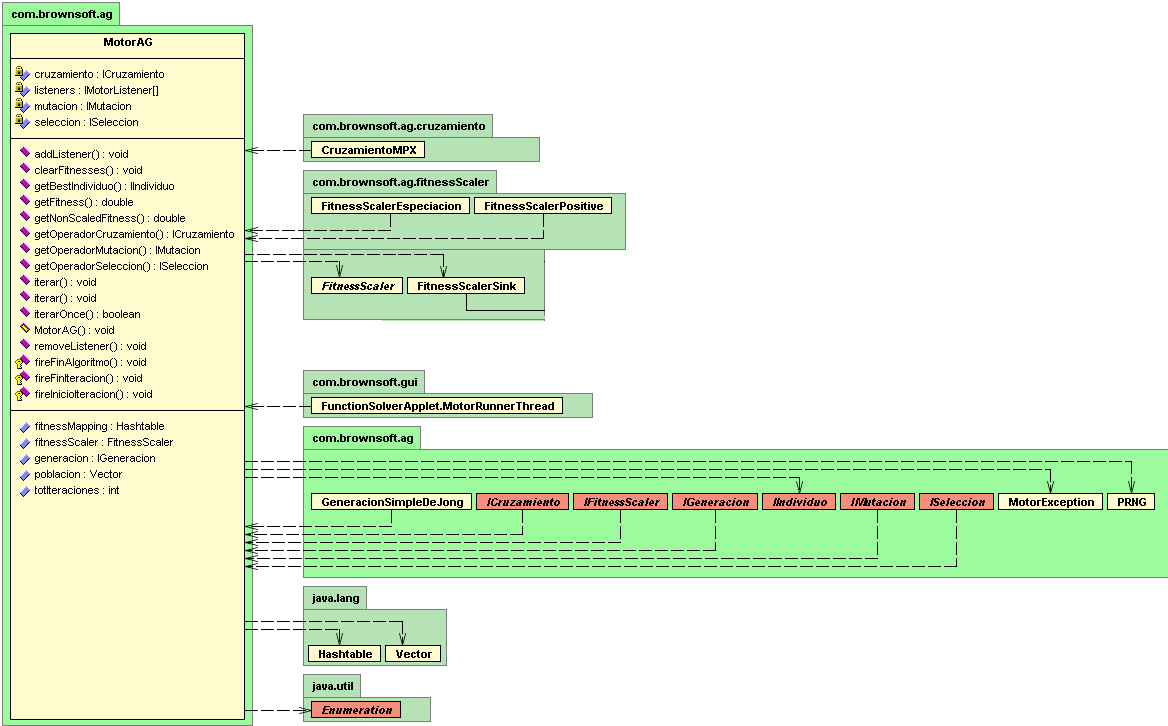 com.brownsoft.ag
MotorAG
cruzamiento : ICruzamiento
listeners : IMotorListener[]
mutacion : IMutacion
seleccion : ISeleccion
addListener() : void
clearFitnesses() : void
getBestIndividuo() : IIndividuo
getFitness() : double
getNonScaledFitness() : double
getOperadorCruzamiento() : ICruzamiento
getOperadorMutacion() : IMutacion
getOperadorSeleccion() : ISeleccion
iterar() : void
iterar() : void
iterarOnce() : boolean
MotorAG() : void
removeListener() : void
fireFinAlgoritmo() : void
fireFinIteracion() : void
fireInicioIteracion() : void
fitnessMapping : Hashtable
fitnessScaler : FitnessScaler
generacion : IGeneracion
poblacion : Vector
totIteraciones : int
com.brownsoft.ag.cruzamiento
CruzamientoMPX
com.brownsoft.ag.fitnessScaler
FitnessScalerEspeciacion FitnessScalerPositive
FitnessScaler FitnessScalerSink
com.brownsoft.gui
FunctionSolverApplet.MotorRunnerThread
com.brownsoft.ag
GeneracionSimpleDeJong ICruzamiento IFitnessScaler IGeneracion IIndividuo IMutacion ISeleccion MotorException PRNG
java.lang
Hashtable Vector
java.util
Enumeration